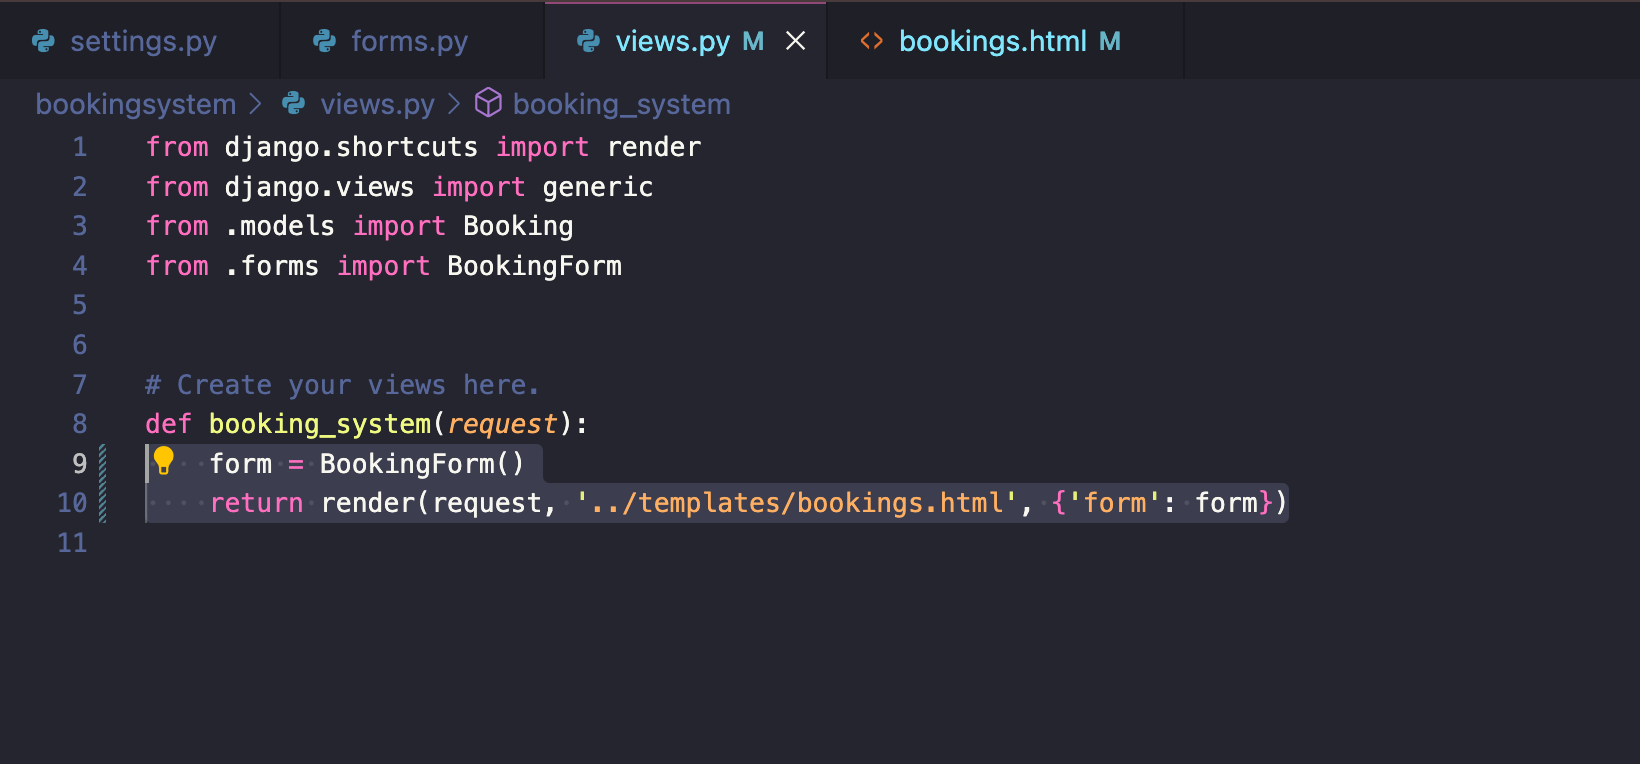 settings.py forms.py views.py M × bookings.html M
bookingsystem > views.py > booking_system
1 from django.shortcuts import render
2 from django.views import generic
3 from .models import Booking
4 from .forms import BookingForm
5
6
7 # Create your views here.
8 def booking_system(request):
9     form = BookingForm()
10     return render(request, '../templates/bookings.html', {'form': form})
11